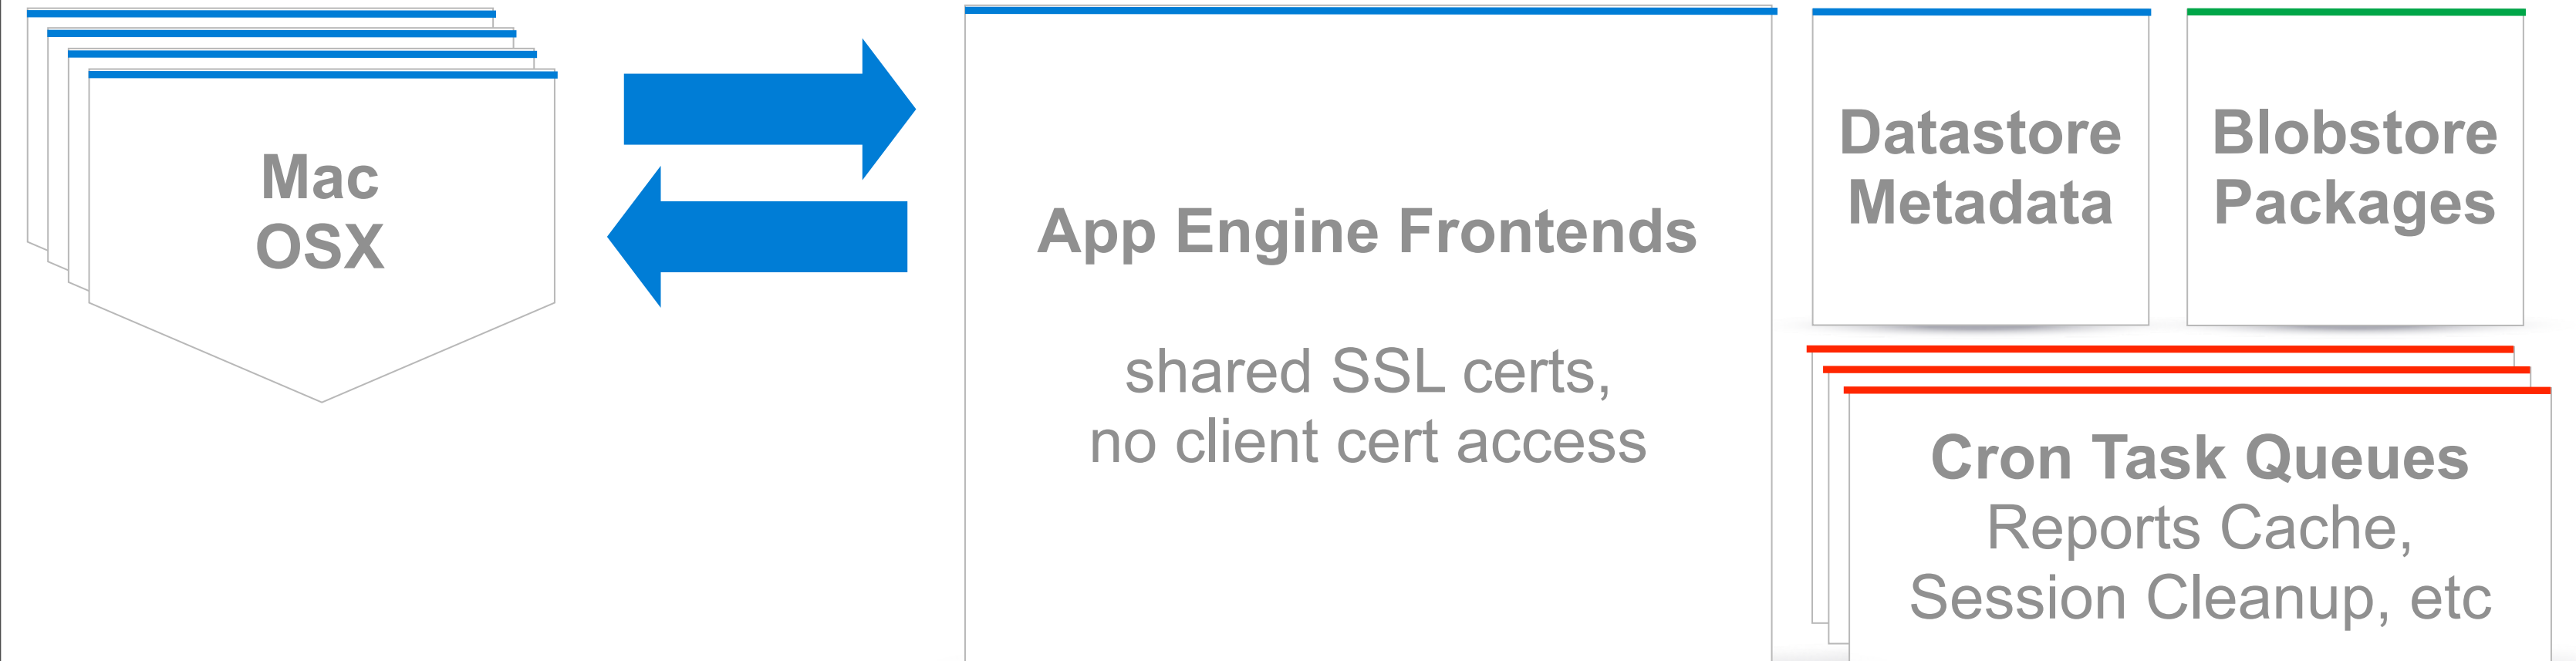 Mac
OSX
App Engine Frontends
shared SSL certs,
no client cert access
Datastore
Metadata
Blobstore
Packages
Cron Task Queues
Reports Cache,
Session Cleanup, etc